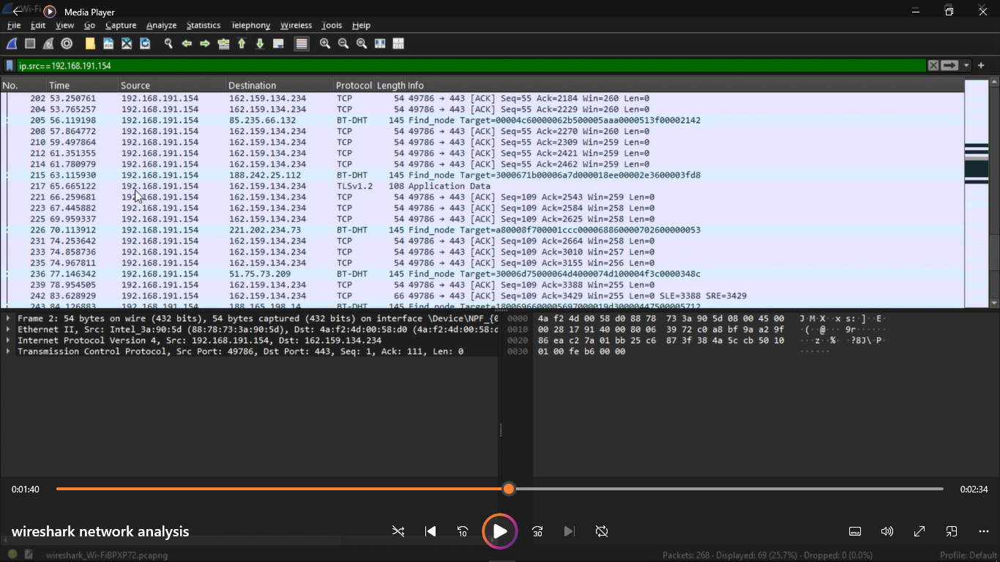 *Wi-Fi
Media Player
File Edit View Go Capture Analyze Statistics Telephony Wireless Tools Help
ip.src==192.168.191.154
No. Time Source Destination Protocol Length Info
202 53.250761 192.168.191.154 162.159.134.234 TCP 54 49786 → 443 [ACK] Seq=55 Ack=2184 Win=260 Len=0
204 53.765257 192.168.191.154 162.159.134.234 TCP 54 49786 → 443 [ACK] Seq=55 Ack=2229 Win=260 Len=0
205 56.119198 192.168.191.154 85.235.66.132 BT-DHT 145 Find_node Target=00004c60000062b500005aaa0000513f00002142
208 57.864772 192.168.191.154 162.159.134.234 TCP 54 49786 → 443 [ACK] Seq=55 Ack=2270 Win=260 Len=0
210 59.497864 192.168.191.154 162.159.134.234 TCP 54 49786 → 443 [ACK] Seq=55 Ack=2309 Win=259 Len=0
212 61.351355 192.168.191.154 162.159.134.234 TCP 54 49786 → 443 [ACK] Seq=55 Ack=2421 Win=259 Len=0
214 61.780979 192.168.191.154 162.159.134.234 TCP 54 49786 → 443 [ACK] Seq=55 Ack=2462 Win=259 Len=0
215 63.115930 192.168.191.154 188.242.25.112 BT-DHT 145 Find_node Target=3000671b00006a7d000018ee00002e3600003fd8
217 65.665122 192.168.191.154 162.159.134.234 TLSv1.2 108 Application Data
221 66.259681 192.168.191.154 162.159.134.234 TCP 54 49786 → 443 [ACK] Seq=109 Ack=2543 Win=259 Len=0
223 67.445882 192.168.191.154 162.159.134.234 TCP 54 49786 → 443 [ACK] Seq=109 Ack=2584 Win=258 Len=0
225 69.959337 192.168.191.154 162.159.134.234 TCP 54 49786 → 443 [ACK] Seq=109 Ack=2625 Win=258 Len=0
226 70.113912 192.168.191.154 221.202.234.73 BT-DHT 145 Find_node Target=a80008f700001ccc0000688600007026000000​53
231 74.253642 192.168.191.154 162.159.134.234 TCP 54 49786 → 443 [ACK] Seq=109 Ack=2664 Win=258 Len=0
233 74.858736 192.168.191.154 162.159.134.234 TCP 54 49786 → 443 [ACK] Seq=109 Ack=3010 Win=257 Len=0
235 74.967811 192.168.191.154 162.159.134.234 TCP 54 49786 → 443 [ACK] Seq=109 Ack=3155 Win=256 Len=0
236 77.146342 192.168.191.154 51.75.73.209 BT-DHT 145 Find_node Target=30006d75000064d4000074d100004f3c0000348c
239 78.954505 192.168.191.154 162.159.134.234 TCP 54 49786 → 443 [ACK] Seq=109 Ack=3388 Win=255 Len=0
242 83.628929 192.168.191.154 162.159.134.234 TCP 66 49786 → 443 [ACK] Seq=109 Ack=3429 Win=255 Len=0 SLE=3388 SRE=3429
243 84.126883 192.168.191.154 188.165.198.14 BT-DHT 145 Find_node Target=1800696600005697000019d30000447500005712
Frame 2: 54 bytes on wire (432 bits), 54 bytes captured (432 bits) on interface \Device\NPF_{
Ethernet II, Src: Intel_3a:90:5d (88:78:73:3a:90:5d), Dst: 4a:f2:4d:00:58:d0 (4a:f2:4d:00:58:d
Internet Protocol Version 4, Src: 192.168.191.154, Dst: 162.159.134.234
Transmission Control Protocol, Src Port: 49786, Dst Port: 443, Seq: 1, Ack: 111, Len: 0
0000 4a f2 4d 00 58 d0 88 78 73 3a 90 5d 08 00 45 00 J·M·X··x s:·]··E·
0010 00 28 17 91 40 00 80 06 39 72 c0 a8 bf 9a a2 9f ·(··@··· 9r······
0020 86 ea c2 7a 01 bb 25 c6 87 3f 38 4a 5c cb 50 10 ···z··%· ·?8J\·P·
0030 01 00 fe b6 00 00 ······
0:01:40 0:02:34
wireshark network analysis
10 30
wireshark_Wi-FiBPXP72.pcapng Packets: 268 · Displayed: 69 (25.7%) · Dropped: 0 (0.0%) Profile: Default